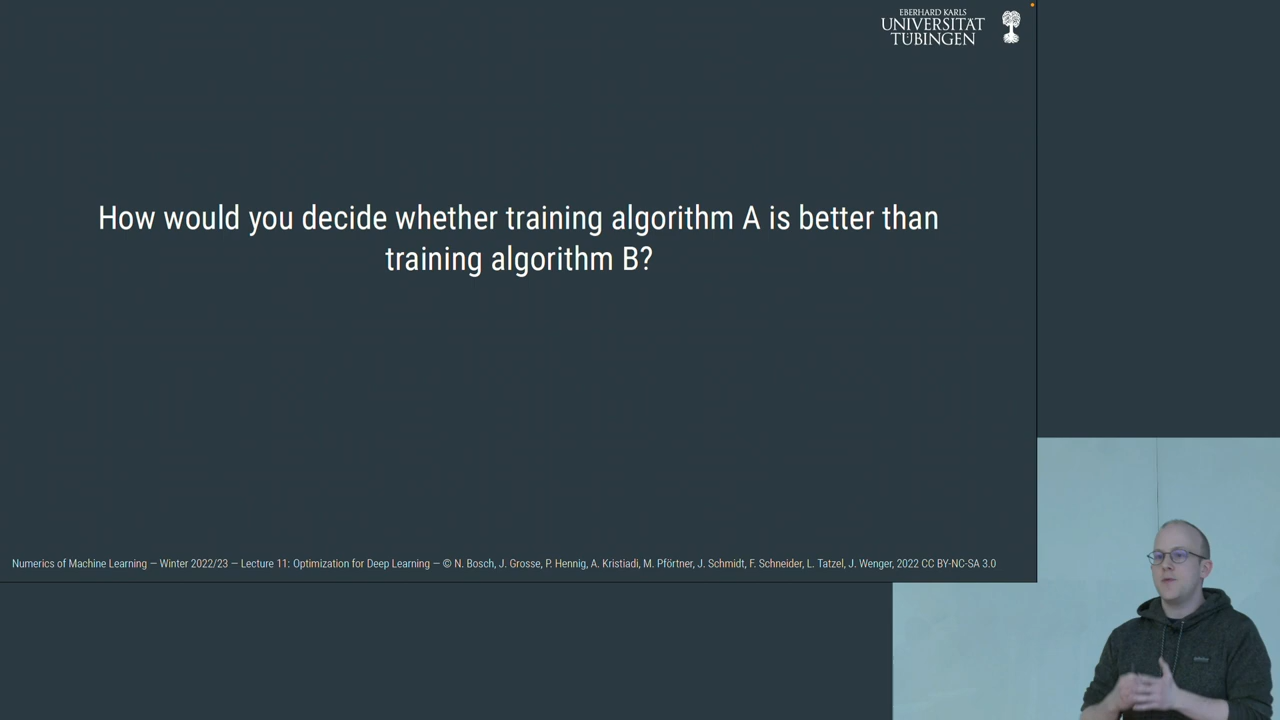 EBERHARD KARLS
UNIVERSITÄT
TÜBINGEN
How would you decide whether training algorithm A is better than
training algorithm B?
Numerics of Machine Learning — Winter 2022/23 — Lecture 11: Optimization for Deep Learning — © N. Bosch, J. Grosse, P. Hennig, A. Kristiadi, M. Pförtner, J. Schmidt, F. Schneider, L. Tatzel, J. Wenger, 2022 CC BY-NC-SA 3.0